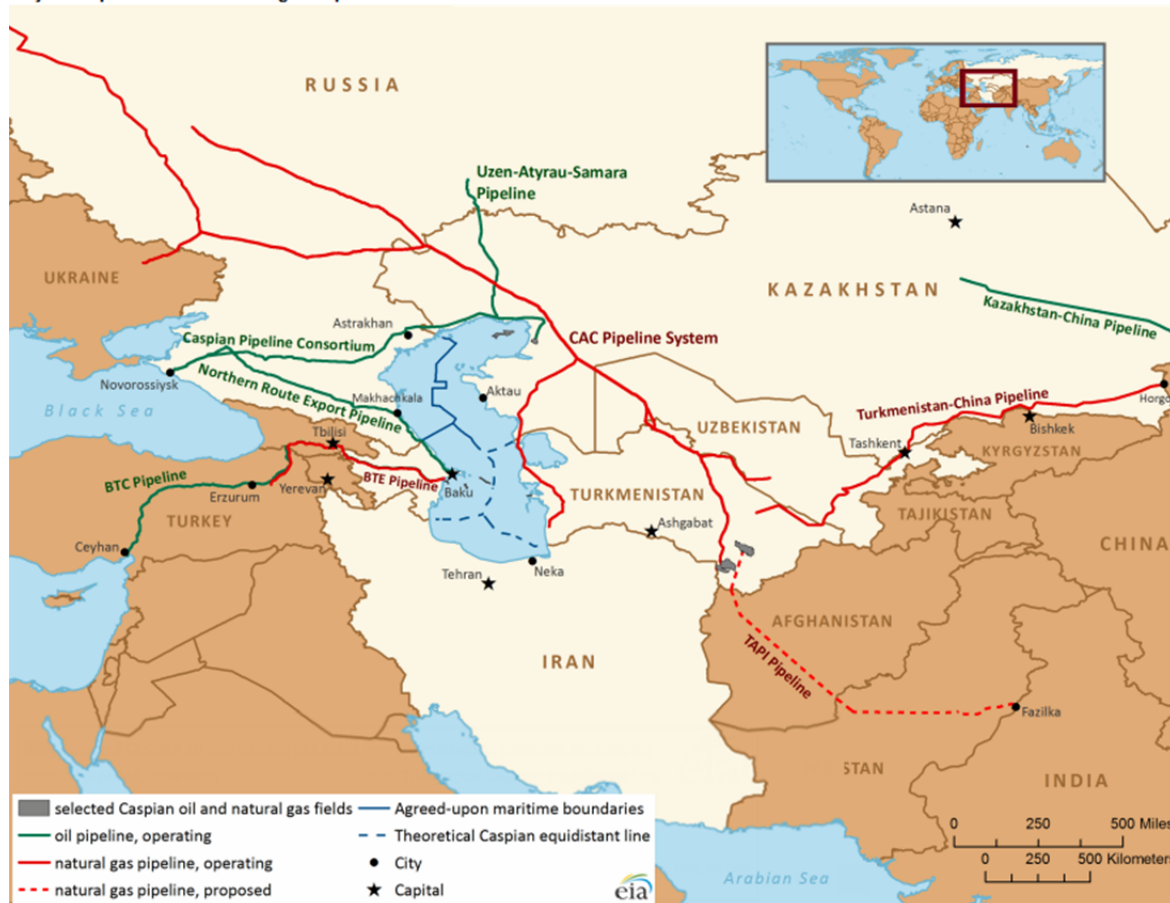 RUSSIA
Uzen-Atyrau-Samara
Pipeline
Astana
UKRAINE
KAZAKHSTAN
Kazakhstan-China Pipeline
Astrakhan
Caspian Pipeline Consortium
CAC Pipeline System
Novorossiysk
Northern Route Export Pipeline
Makhachkala
Aktau
Turkmenistan-China Pipeline
Horgo
Black Sea
Tbilisi
UZBEKISTAN
Tashkent
Bishkek
KYRGYZSTAN
BTC Pipeline
Erzurum
Yerevan
BTE Pipeline
Baku
TURKMENISTAN
TURKEY
Ashgabat
TAJIKISTAN
Ceyhan
CHINA
Tehran
Neka
AFGHANISTAN
IRAN
TAPI Pipeline
Fazilka
STAN
INDIA
selected Caspian oil and natural gas fields
Agreed-upon maritime boundaries
oil pipeline, operating
Theoretical Caspian equidistant line
natural gas pipeline, operating
City
natural gas pipeline, proposed
Capital
eia
Arabian Sea
0 250 500 Miles
0 250 500 Kilometers